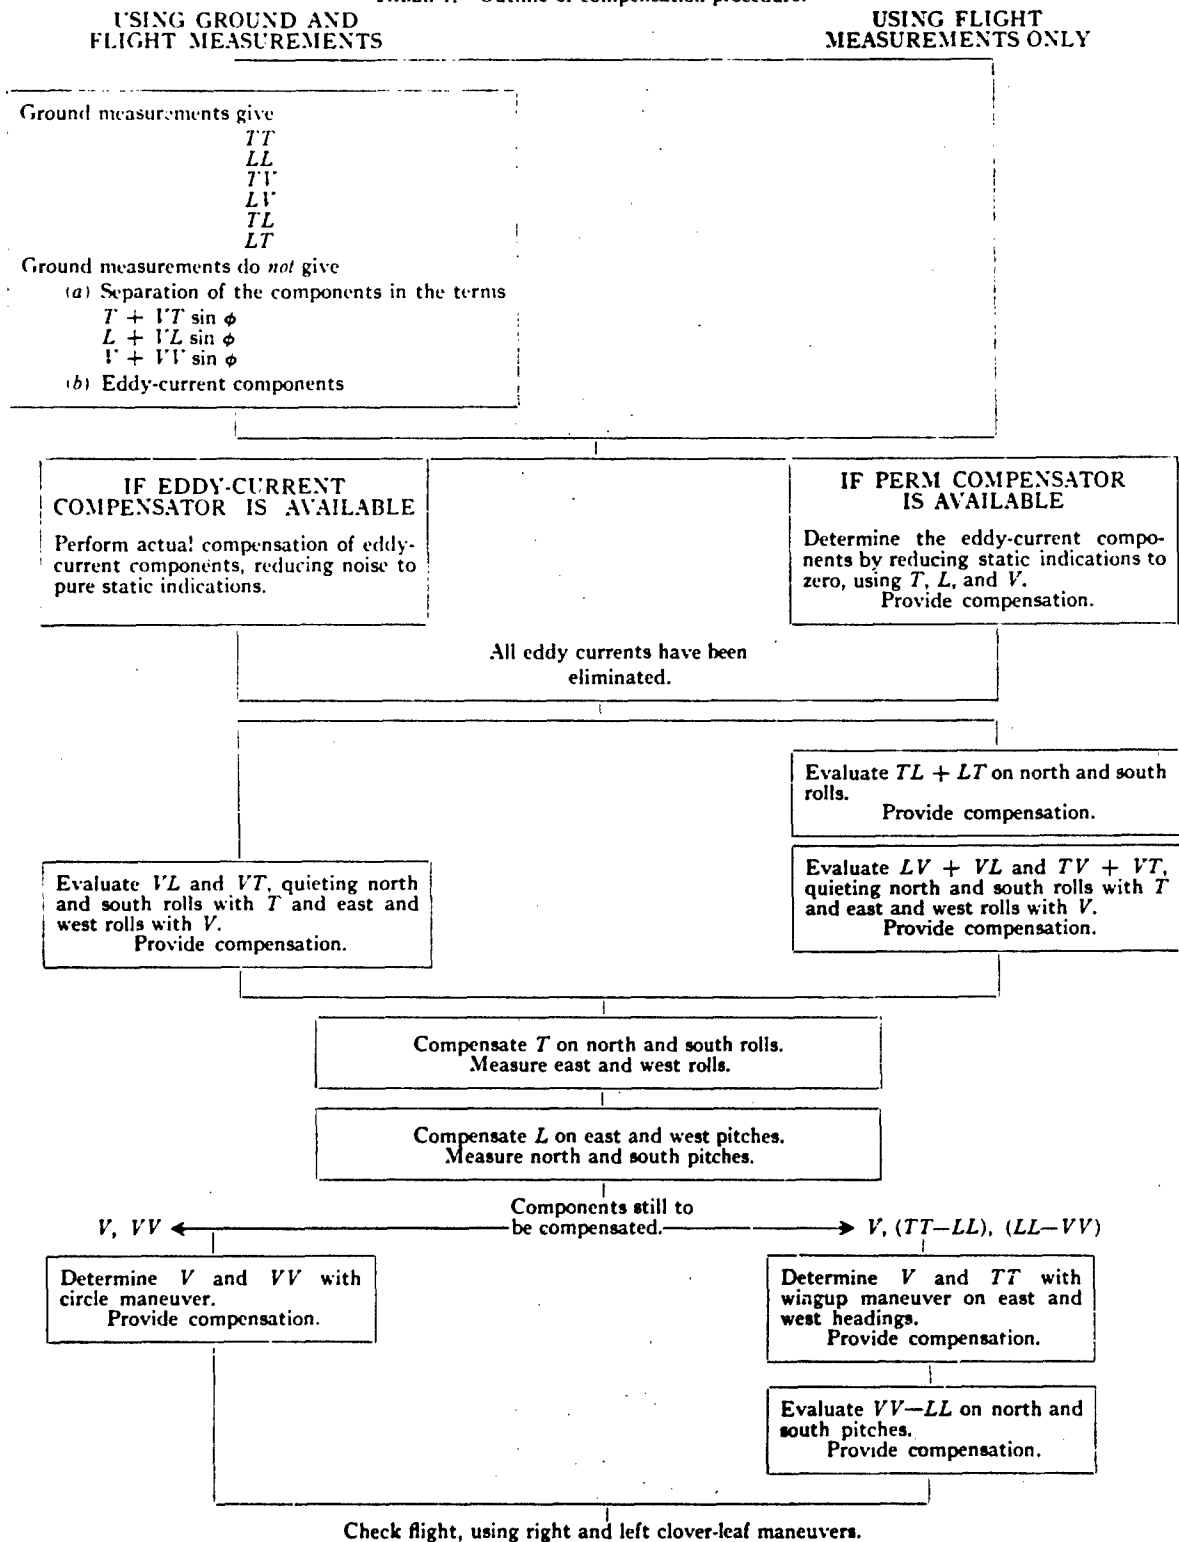 USING GROUND AND
FLIGHT MEASUREMENTS
USING FLIGHT
MEASUREMENTS ONLY
Ground measurements give
TT
LL
TV
LV
TL
LT
Ground measurements do not give
(a) Separation of the components in the terms
T + VT sin ϕ
L + VL sin ϕ
V + VV sin ϕ
(b) Eddy-current components
IF EDDY-CURRENT
COMPENSATOR IS AVAILABLE
Perform actual compensation of eddy-
current components, reducing noise to
pure static indications.
IF PERM COMPENSATOR
IS AVAILABLE
Determine the eddy-current compo-
nents by reducing static indications to
zero, using T, L, and V.
Provide compensation.
All eddy currents have been
eliminated.
Evaluate TL + LT on north and south
rolls.
Provide compensation.
Evaluate VL and VT, quieting north
and south rolls with T and east and
west rolls with V.
Provide compensation.
Evaluate LV + VL and TV + VT,
quieting north and south rolls with T
and east and west rolls with V.
Provide compensation.
Compensate T on north and south rolls.
Measure east and west rolls.
Compensate L on east and west pitches.
Measure north and south pitches.
Components still to
be compensated.
V, VV
V, (TT—LL), (LL—VV)
Determine V and VV with
circle maneuver.
Provide compensation.
Determine V and TT with
wingup maneuver on east and
west headings.
Provide compensation.
Evaluate VV—LL on north and
south pitches.
Provide compensation.
Check flight, using right and left clover-leaf maneuvers.